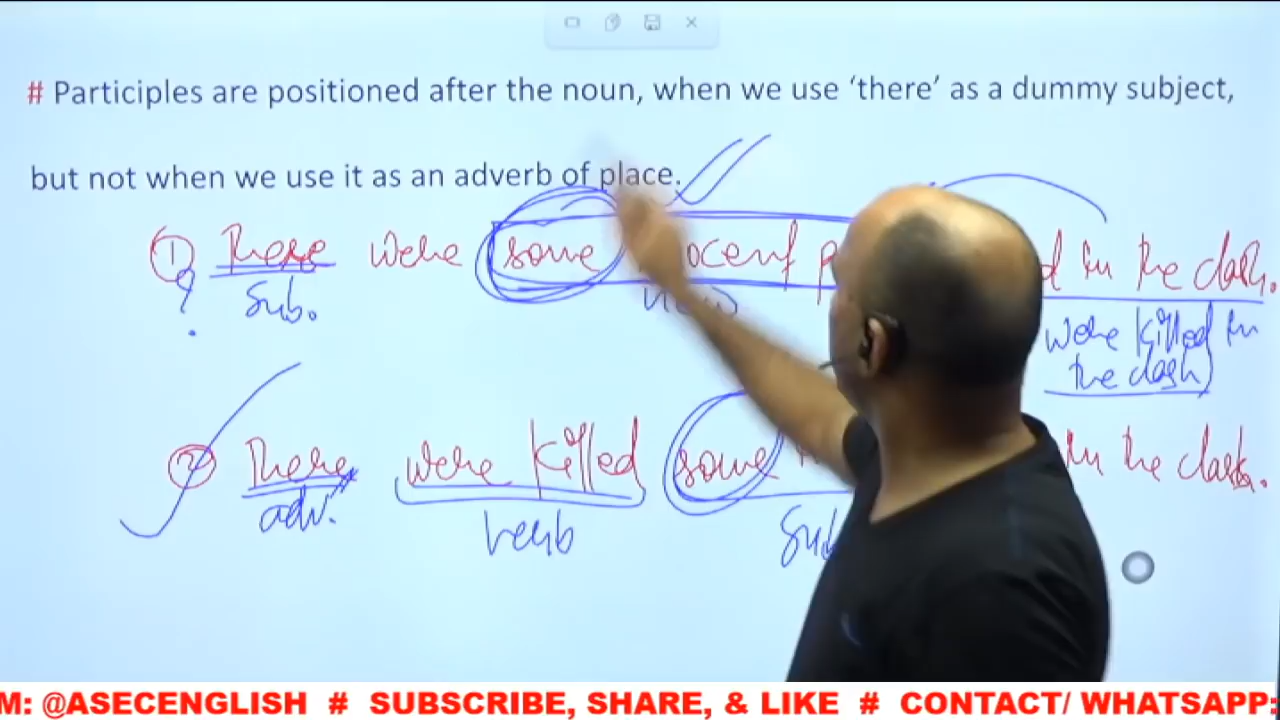 # Participles are positioned after the noun, when we use ‘there’ as a dummy subject,
but not when we use it as an adverb of place.
① There were some in the clash.
? Sub. noun were killed in
the clash
② There were killed some in the clash.
adv. verb Sub
M: @ASECENGLISH # SUBSCRIBE, SHARE, & LIKE # CONTACT/ WHATSAPP: